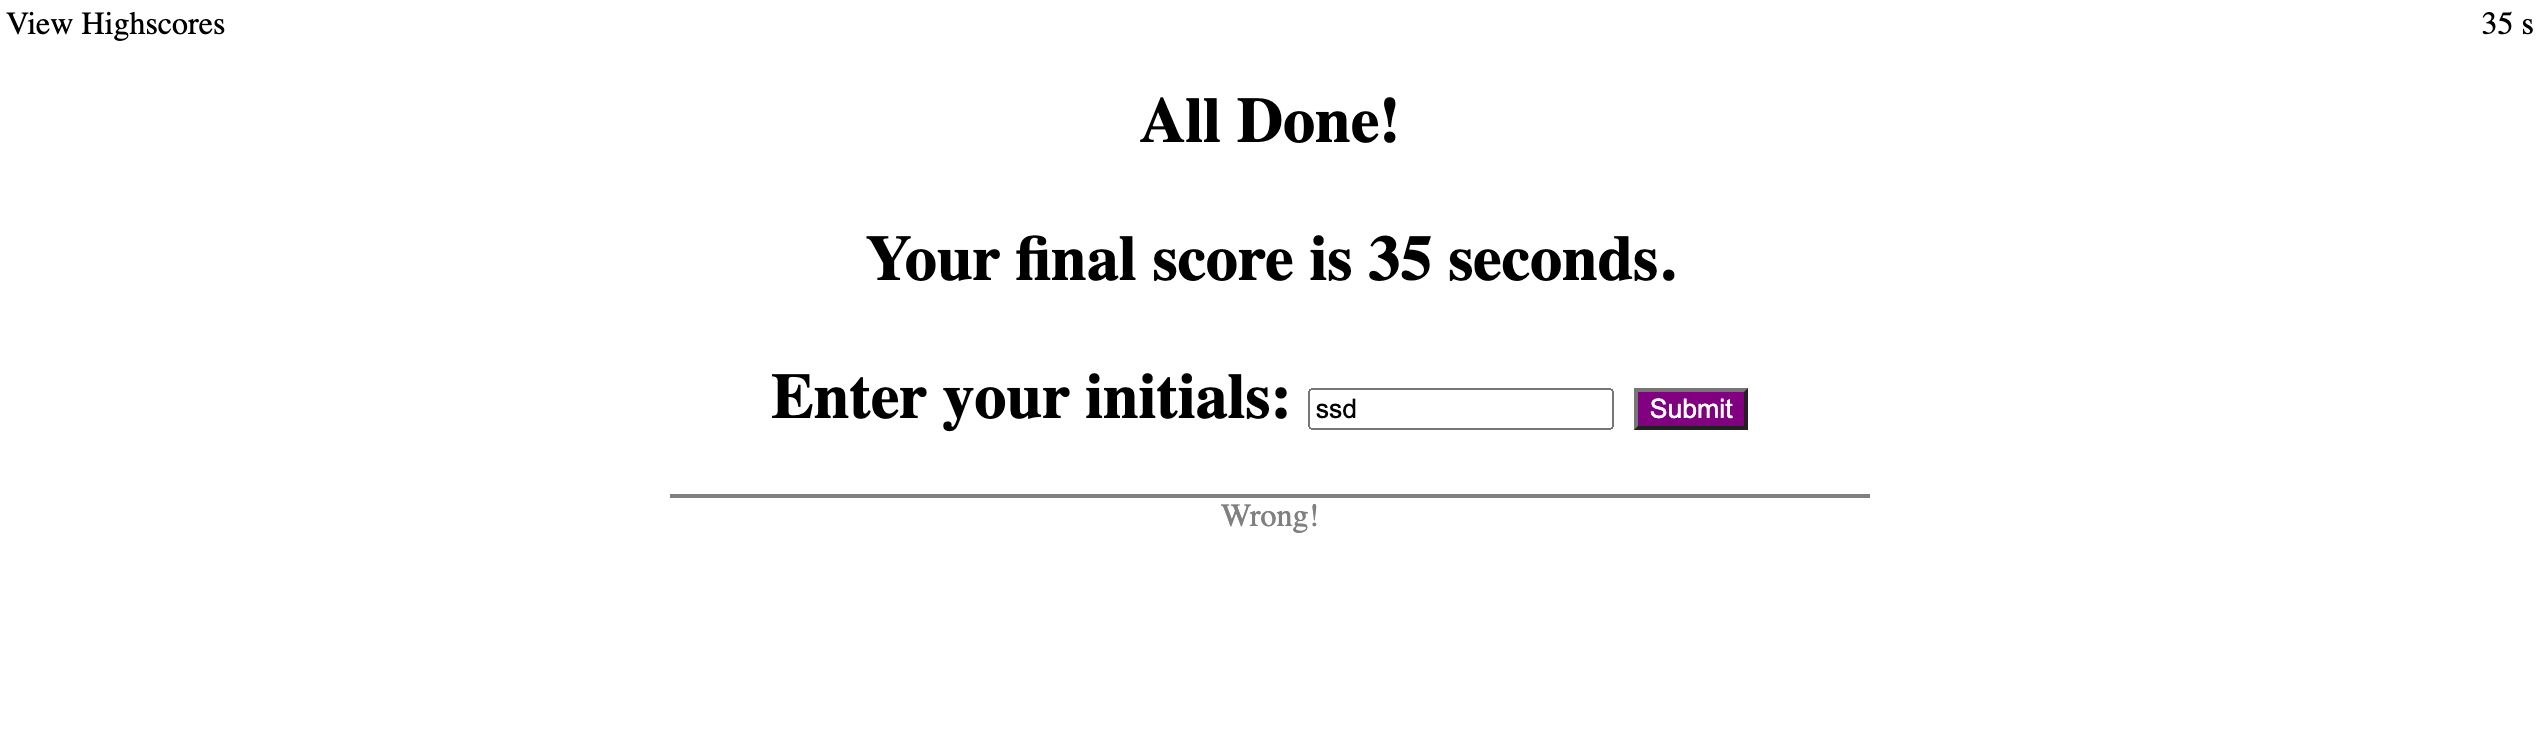 View Highscores 35 s
All Done!
Your final score is 35 seconds.
Enter your initials: ssd Submit
Wrong!